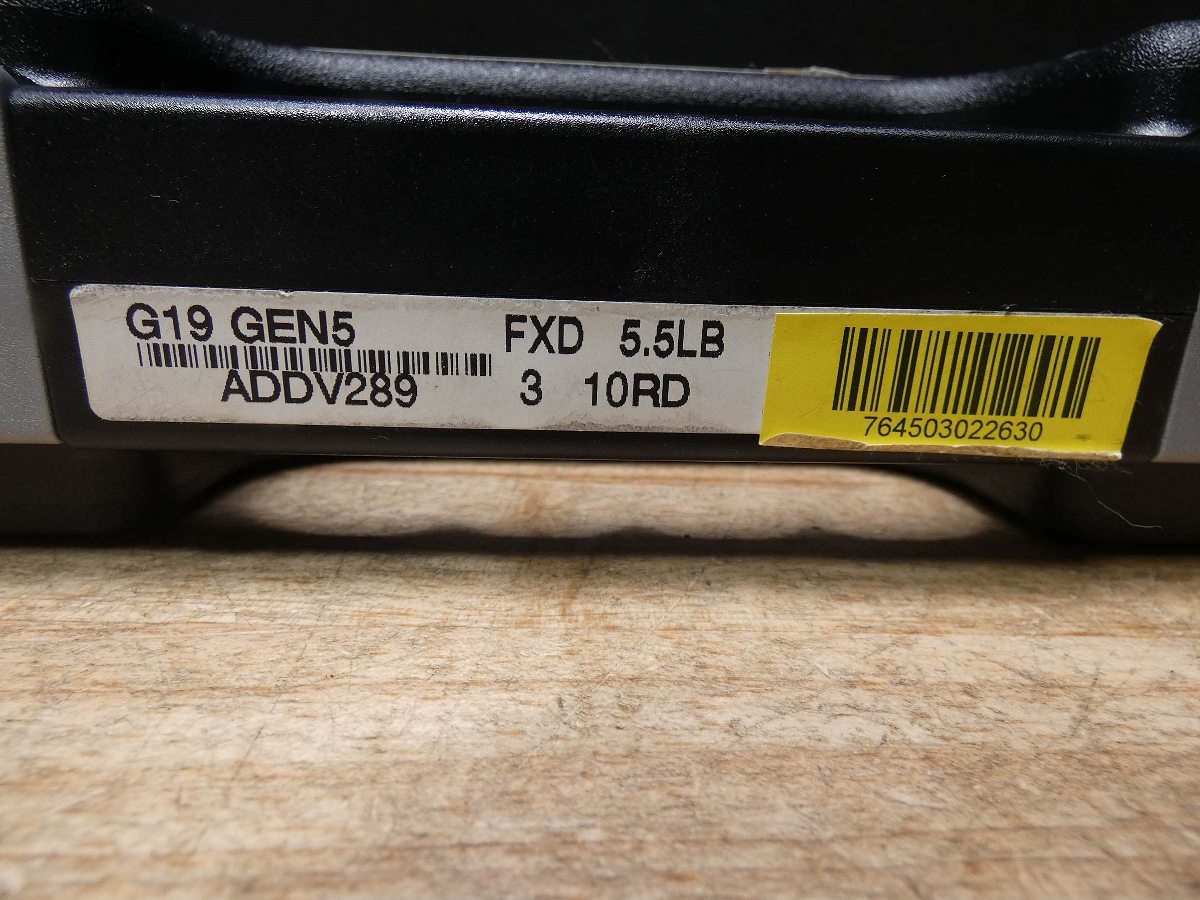 G19 GEN5 FXD 5.5LB
ADDV289 3 10RD
764503022630